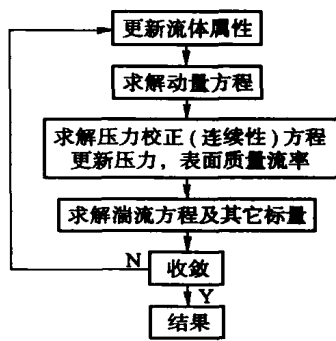 更新流体属性
求解动量方程
求解压力校正(连续性)方程
更新压力，表面质量流率
求解湍流方程及其它标量
N
收敛
Y
结果